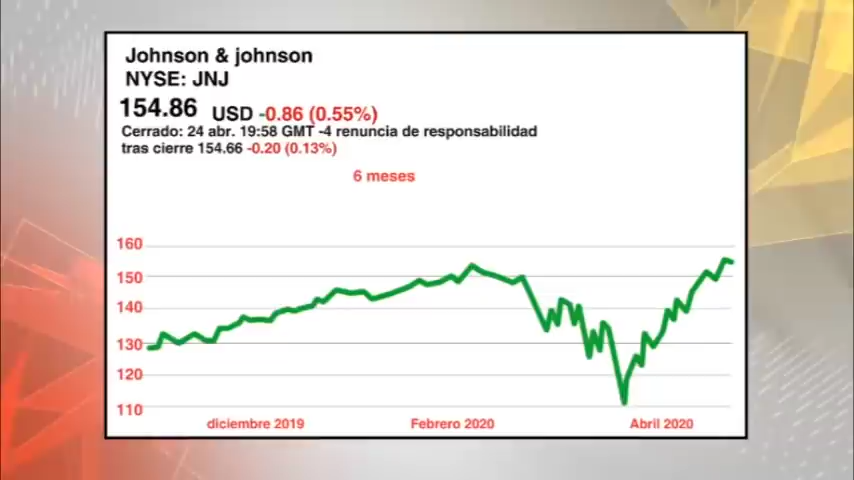 Johnson & johnson
NYSE: JNJ
154.86 USD -0.86 (0.55%)
Cerrado: 24 abr. 19:58 GMT -4 renuncia de responsabilidad
tras cierre 154.66 -0.20 (0.13%)
6 meses
160
150
140
130
120
110
diciembre 2019 Febrero 2020 Abril 2020